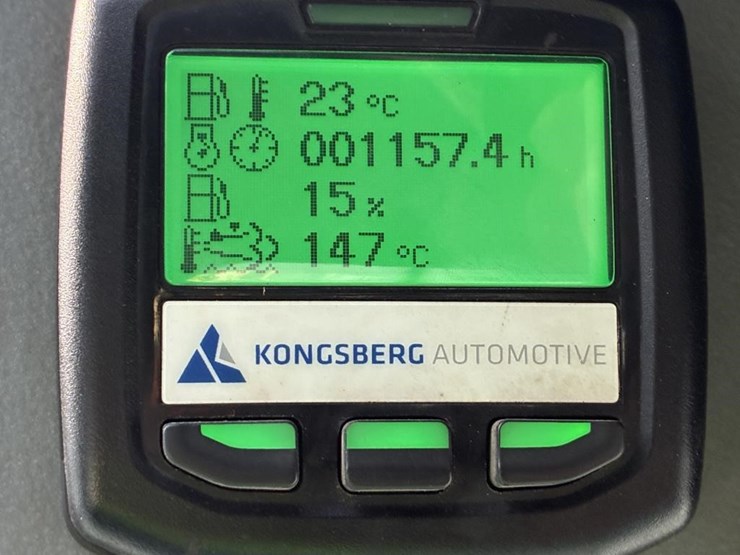 23 °C
001157.4 h
15 %
147 °C
KONGSBERG AUTOMOTIVE